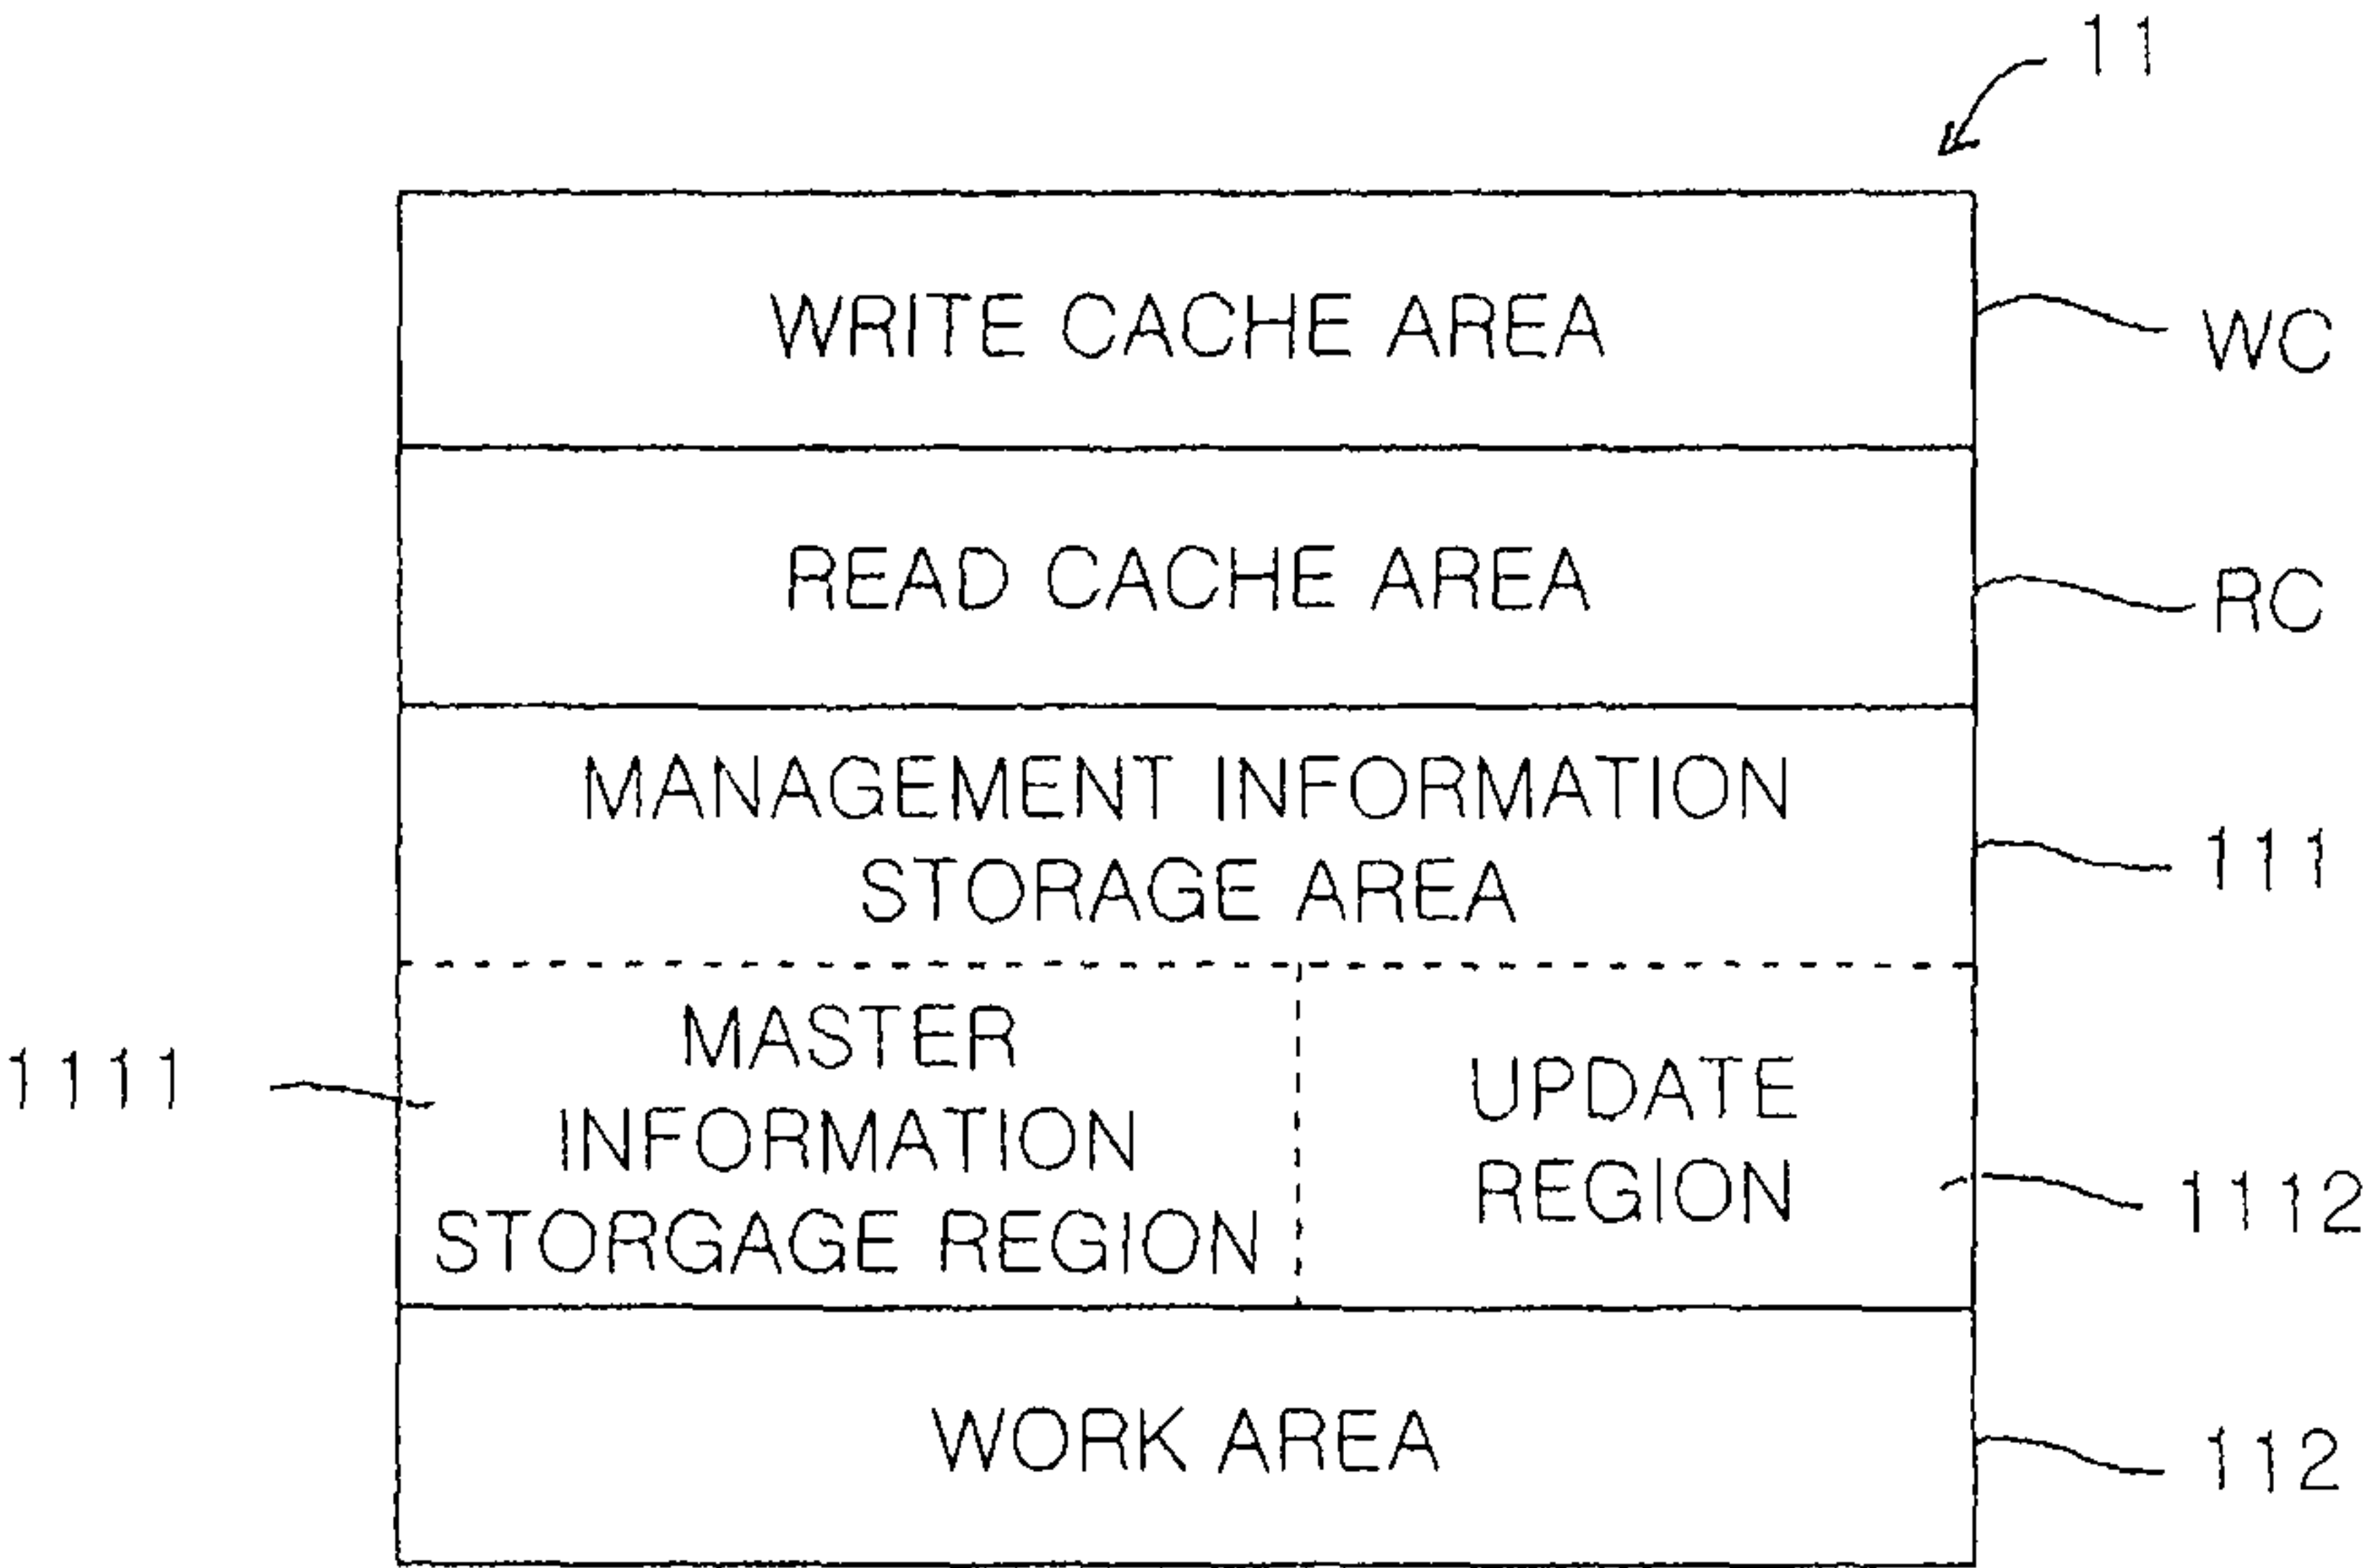 11
WRITE CACHE AREA
WC
READ CACHE AREA
RC
MANAGEMENT INFORMATION
STORAGE AREA
111
1111
MASTER
INFORMATION
STORGAGE REGION
UPDATE
REGION
1112
WORK AREA
112